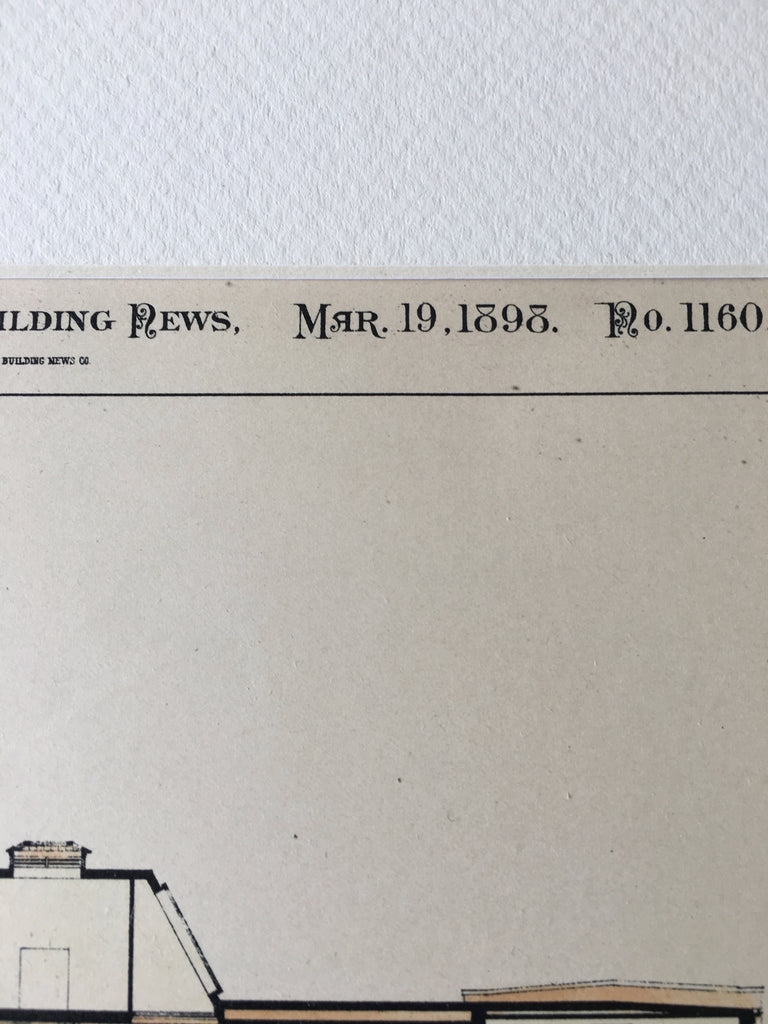 ILDING NEWS, MAR. 19, 1898. NO. 1160.
BUILDING NEWS CO.